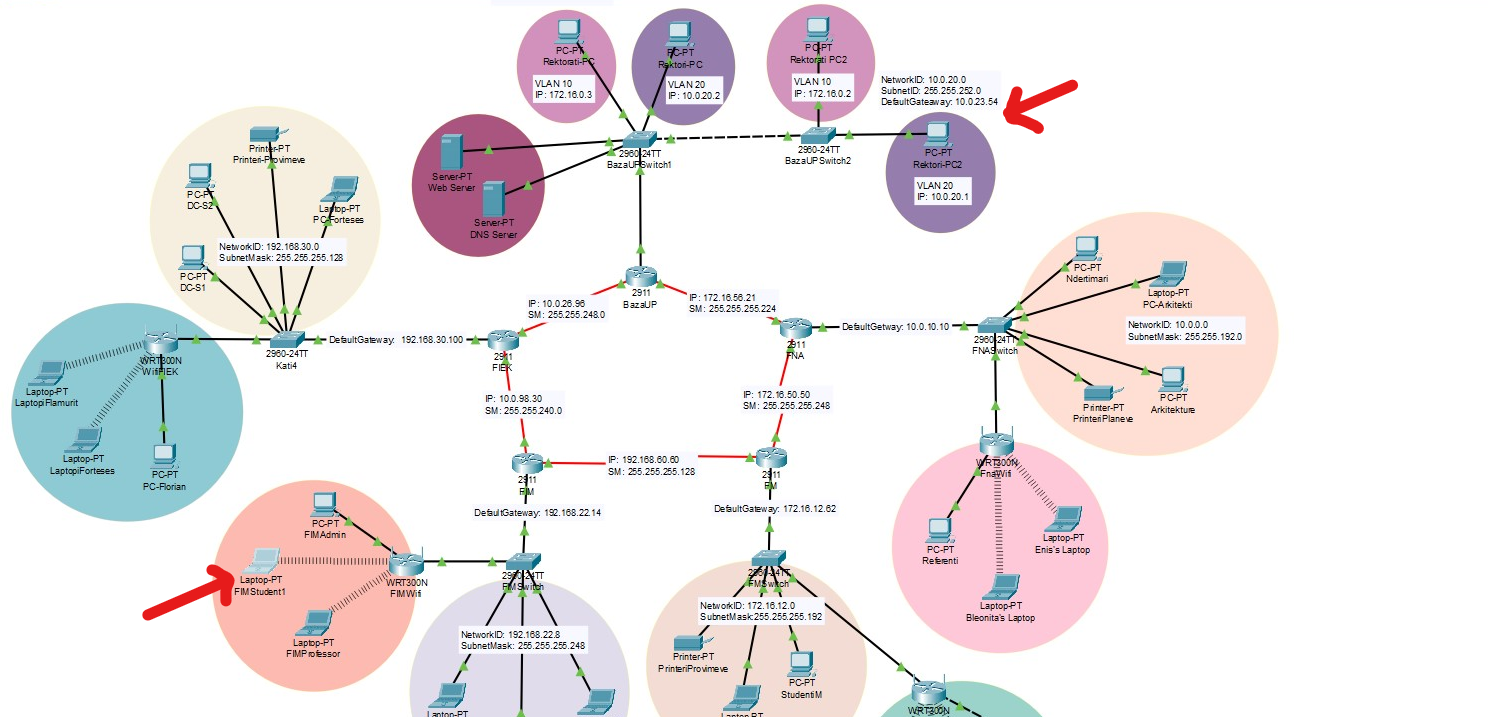 PC-PT
Rektorati-PC
VLAN 10
IP: 172.16.0.3
PC-PT
Rektori-PC
VLAN 20
IP: 10.0.20.2
PC-PT
Rektorati PC2
VLAN 10
IP: 172.16.0.2
NetworkID: 10.0.20.0
SubnetID: 255.255.252.0
DefaultGateaway: 10.0.23.54
PC-PT
Rektori-PC2
VLAN 20
IP: 10.0.20.1
2960-24TT
BazaUPSwitch1
2960-24TT
BazaUPSwitch2
Server-PT
Web Server
Server-PT
DNS Server
Printer-PT
Printeri-Provimeve
PC-PT
DC-S2
Laptop-PT
PC-Forteses
NetworkID: 192.168.30.0
SubnetMask: 255.255.255.128
PC-PT
DC-S1
2960-24TT
Kati4
DefaultGateway: 192.168.30.100
2911
BazaUP
IP: 10.0.26.96
SM: 255.255.248.0
IP: 172.16.56.21
SM: 255.255.255.224
2911
FIEK
2911
FNA
DefaultGetway: 10.0.10.10
2960-24TT
FNASwitch
PC-PT
Ndertimari
Laptop-PT
PC-Arkitekti
NetworkID: 10.0.0.0
SubnetMask: 255.255.192.0
Printer-PT
PrinteriPlaneve
PC-PT
Arkitekture
WRT300N
WifiFIEK
Laptop-PT
LaptopiFlamurit
Laptop-PT
LaptopiForteses
PC-PT
PC-Florian
IP: 10.0.98.30
SM: 255.255.240.0
IP: 172.16.50.50
SM: 255.255.255.248
2911
FIM
IP: 192.168.60.60
SM: 255.255.255.128
2911
FM
WRT300N
FnaWifi
PC-PT
Referenti
Laptop-PT
Enis's Laptop
Laptop-PT
Bleonita's Laptop
DefaultGateway: 192.168.22.14
DefaultGateway: 172.16.12.62
PC-PT
FIMAdmin
Laptop-PT
FIMStudent1
Laptop-PT
FIMProfessor
WRT300N
FIMWifi
2960-24TT
FIMSwitch
2960-24TT
FMSwitch
NetworkID: 192.168.22.8
SubnetMask: 255.255.255.248
NetworkID: 172.16.12.0
SubnetMask:255.255.255.192
Printer-PT
PrinteriProvimeve
PC-PT
StudentiM
Laptop-PT
Laptop-PT
WRT300N